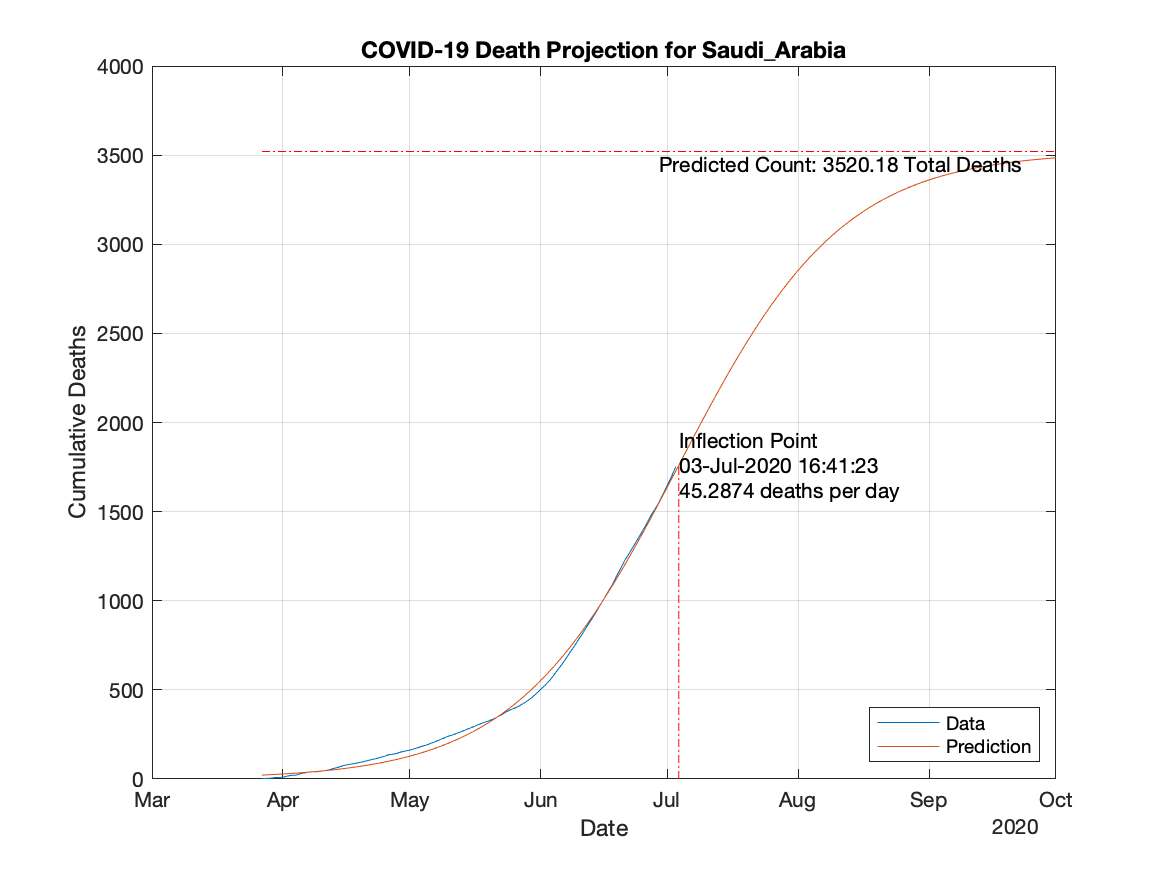 COVID-19 Death Projection for Saudi_Arabia
4000
3500
3000
2500
2000
1500
1000
500
0
Cumulative Deaths
Predicted Count: 3520.18 Total Deaths
Inflection Point
03-Jul-2020 16:41:23
45.2874 deaths per day
Data
Prediction
Mar Apr May Jun Jul Aug Sep Oct
Date
2020